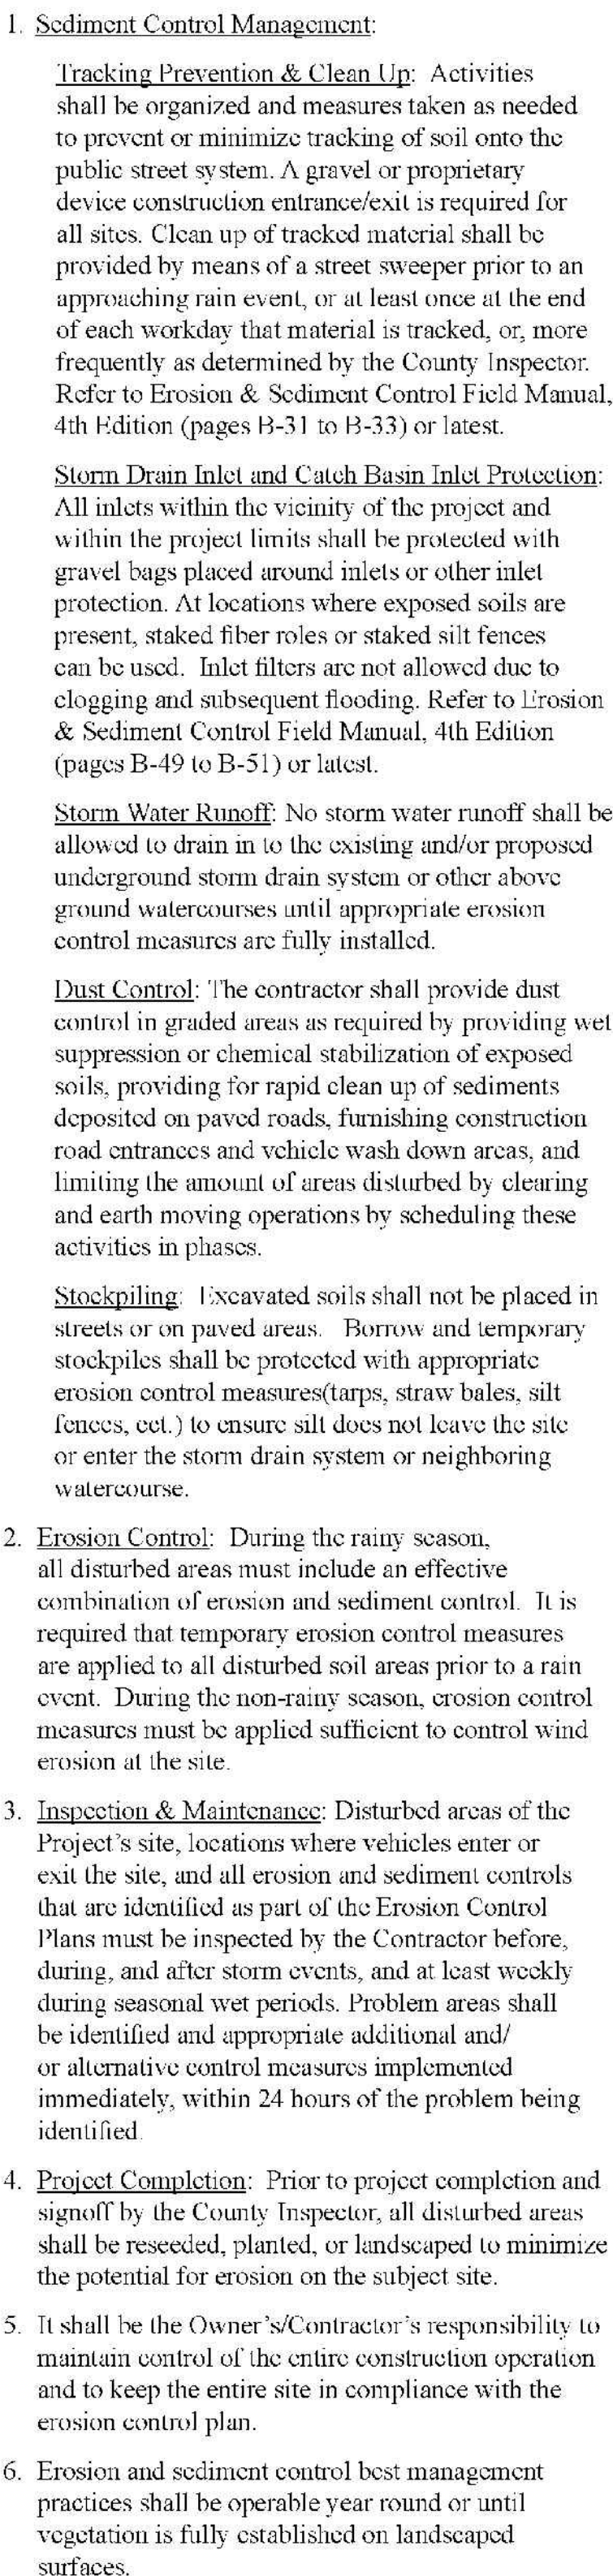 1. Sediment Control Management:
Tracking Prevention & Clean Up: Activities
shall be organized and measures taken as needed
to prevent or minimize tracking of soil onto the
public street system. A gravel or proprietary
device construction entrance/exit is required for
all sites. Clean up of tracked material shall be
provided by means of a street sweeper prior to an
approaching rain event, or at least once at the end
of each workday that material is tracked, or, more
frequently as determined by the County Inspector.
Refer to Erosion & Sediment Control Field Manual,
4th Edition (pages B-31 to B-33) or latest.
Storm Drain Inlet and Catch Basin Inlet Protection:
All inlets within the vicinity of the project and
within the project limits shall be protected with
gravel bags placed around inlets or other inlet
protection. At locations where exposed soils are
present, staked fiber roles or staked silt fences
can be used. Inlet filters are not allowed due to
clogging and subsequent flooding. Refer to Erosion
& Sediment Control Field Manual, 4th Edition
(pages B-49 to B-51) or latest.
Storm Water Runoff: No storm water runoff shall be
allowed to drain in to the existing and/or proposed
underground storm drain system or other above
ground watercourses until appropriate erosion
control measures are fully installed.
Dust Control: The contractor shall provide dust
control in graded areas as required by providing wet
suppression or chemical stabilization of exposed
soils, providing for rapid clean up of sediments
deposited on paved roads, furnishing construction
road entrances and vehicle wash down areas, and
limiting the amount of areas disturbed by clearing
and earth moving operations by scheduling these
activities in phases.
Stockpiling: Excavated soils shall not be placed in
streets or on paved areas. Borrow and temporary
stockpiles shall be protected with appropriate
erosion control measures(tarps, straw bales, silt
fences, ect.) to ensure silt does not leave the site
or enter the storm drain system or neighboring
watercourse.
2. Erosion Control: During the rainy season,
all disturbed areas must include an effective
combination of erosion and sediment control. It is
required that temporary erosion control measures
are applied to all disturbed soil areas prior to a rain
event. During the non-rainy season, erosion control
measures must be applied sufficient to control wind
erosion at the site.
3. Inspection & Maintenance: Disturbed areas of the
Project's site, locations where vehicles enter or
exit the site, and all erosion and sediment controls
that are identified as part of the Erosion Control
Plans must be inspected by the Contractor before,
during, and after storm events, and at least weekly
during seasonal wet periods. Problem areas shall
be identified and appropriate additional and/
or alternative control measures implemented
immediately, within 24 hours of the problem being
identified.
4. Project Completion: Prior to project completion and
signoff by the County Inspector, all disturbed areas
shall be reseeded, planted, or landscaped to minimize
the potential for erosion on the subject site.
5. It shall be the Owner's/Contractor's responsibility to
maintain control of the entire construction operation
and to keep the entire site in compliance with the
erosion control plan.
6. Erosion and sediment control best management
practices shall be operable year round or until
vegetation is fully established on landscaped
surfaces.